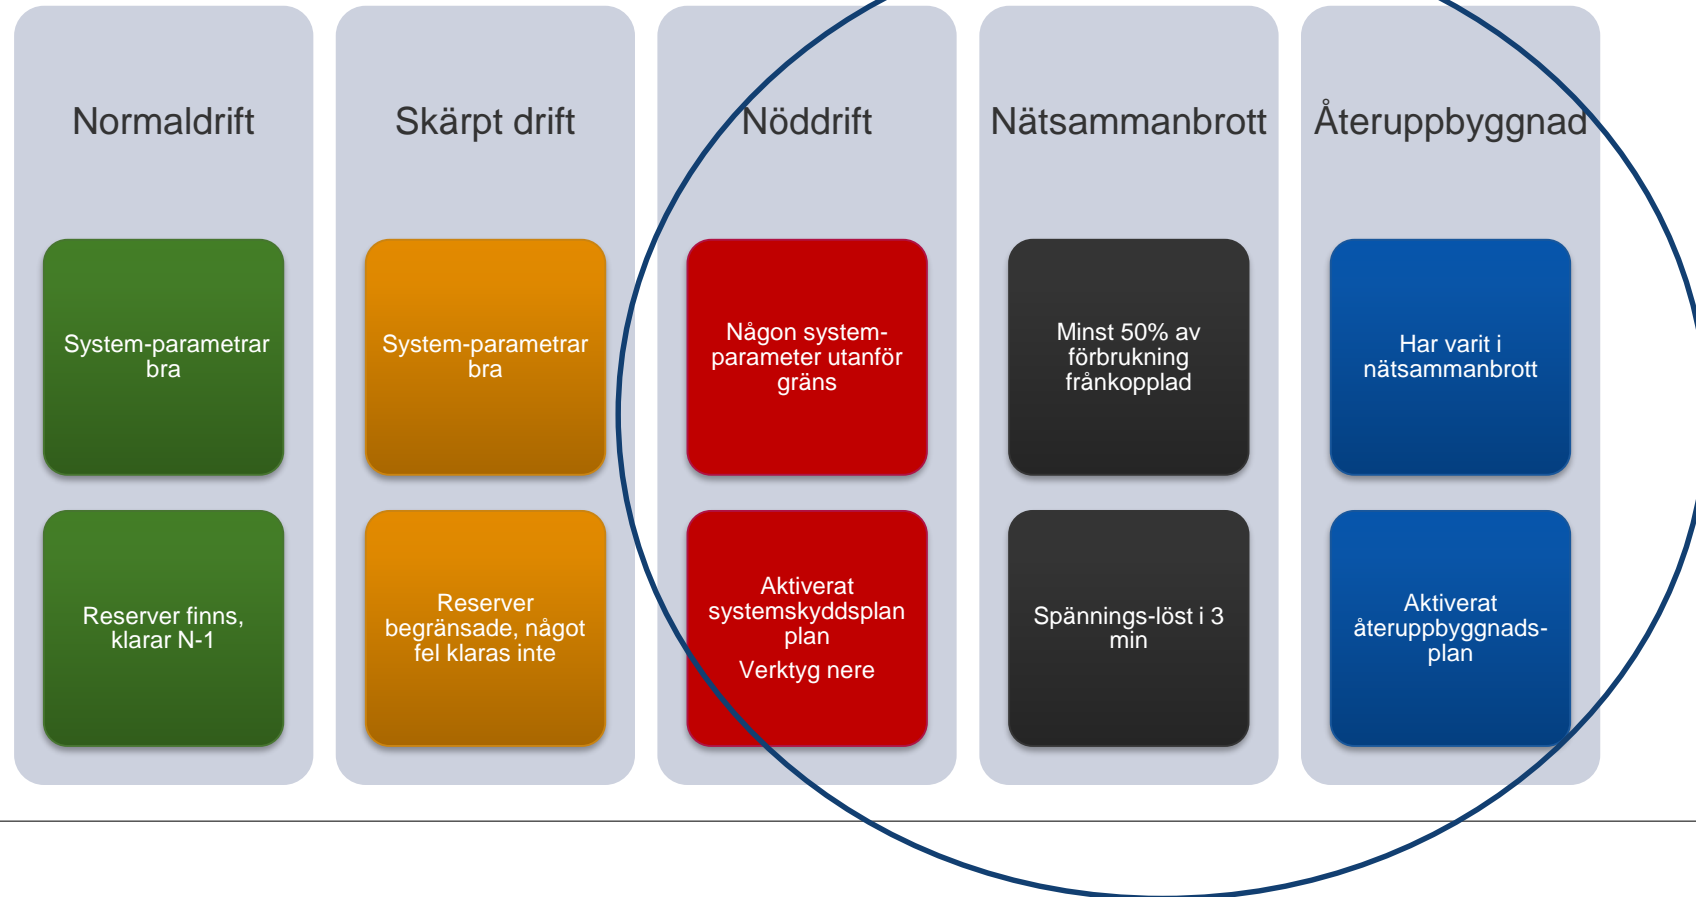 Normaldrift
Skärpt drift
Nöddrift
Nätsammanbrott
Återuppbyggnad
System-parametrar
bra
System-parametrar
bra
Någon system-
parameter utanför
gräns
Minst 50% av
förbrukning
frånkopplad
Har varit i
nätsammanbrott
Reserver finns,
klarar N-1
Reserver
begränsade, något
fel klaras inte
Aktiverat
systemskyddsplan
plan
Verktyg nere
Spännings-löst i 3
min
Aktiverat
återuppbyggnads-
plan